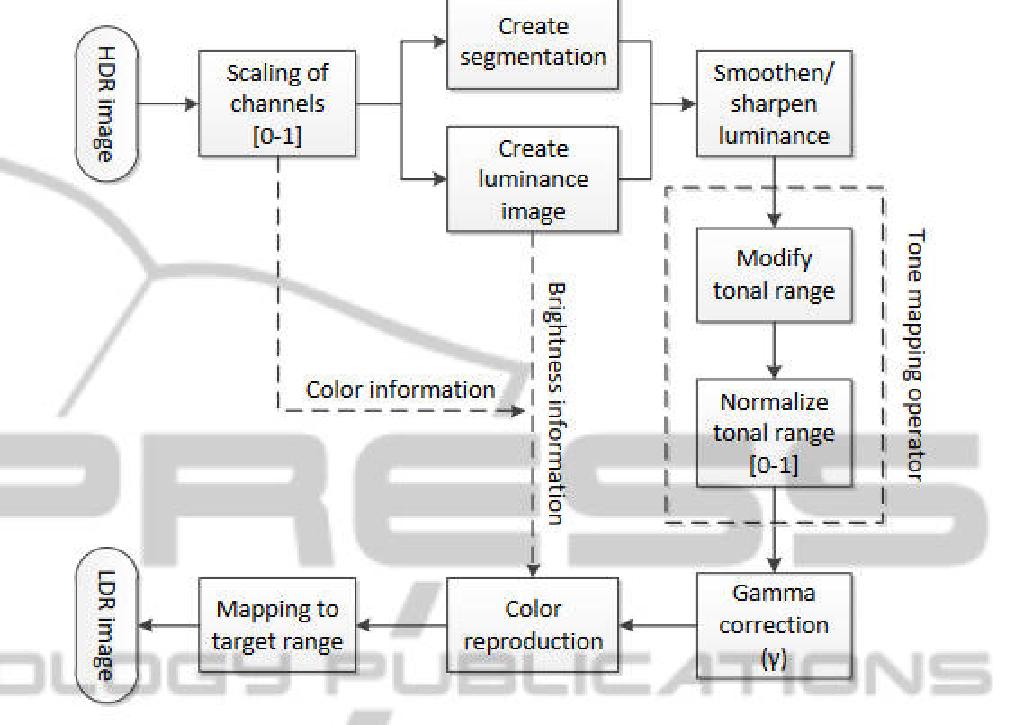 HDR image
Scaling of
channels
[0-1]
Create
segmentation
Create
luminance
image
Smoothen/
sharpen
luminance
Modify
tonal range
Normalize
tonal range
[0-1]
Tone mapping operator
Color information
Brightness information
Gamma
correction
(γ)
Color
reproduction
Mapping to
target range
LDR image
PRESS
OLOGY PUBLICATIONS